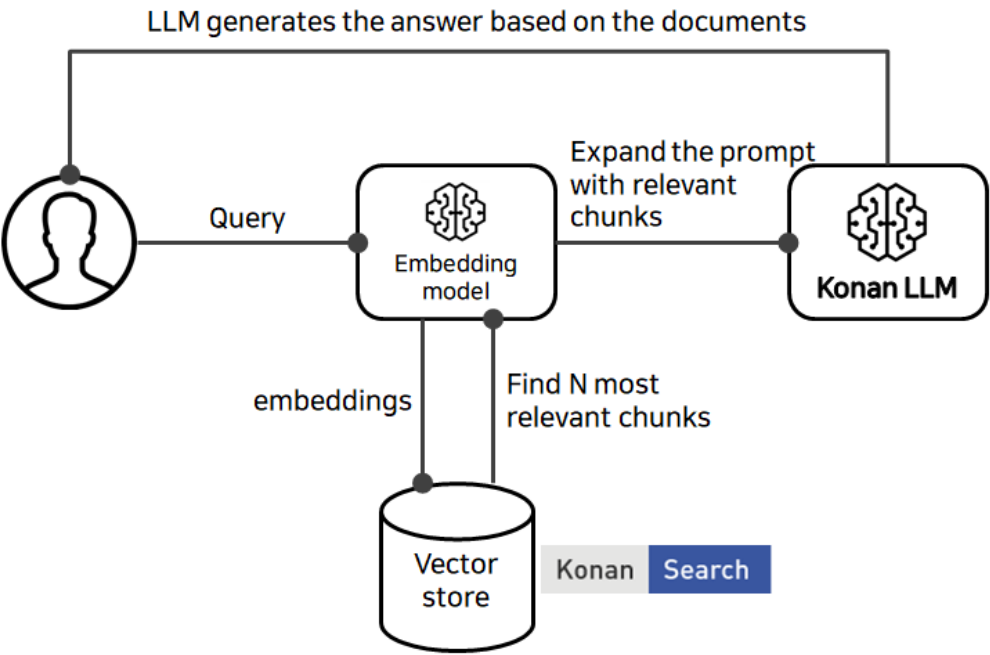 LLM generates the answer based on the documents
Expand the prompt
with relevant
chunks
Query
Embedding
model
Konan LLM
embeddings
Find N most
relevant chunks
Vector
store
Konan Search